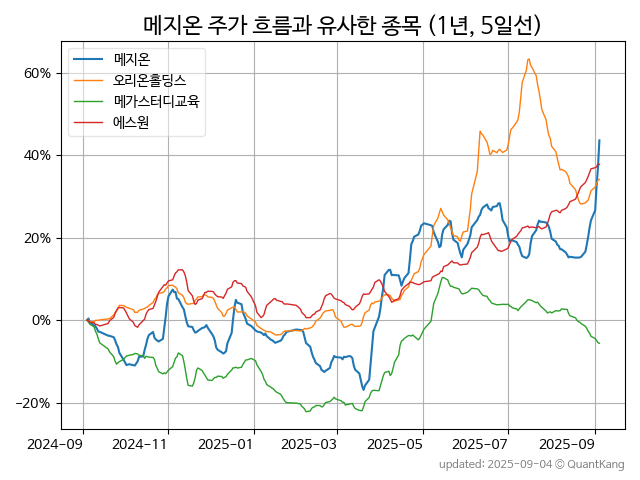 메지온 주가 흐름과 유사한 종목 (1년, 5일선)
메지온
오리온홀딩스
메가스터디교육
에스원
60%
40%
20%
0%
−20%
2024-09 2024-11 2025-01 2025-03 2025-05 2025-07 2025-09
updated: 2025-09-04 © QuantKang